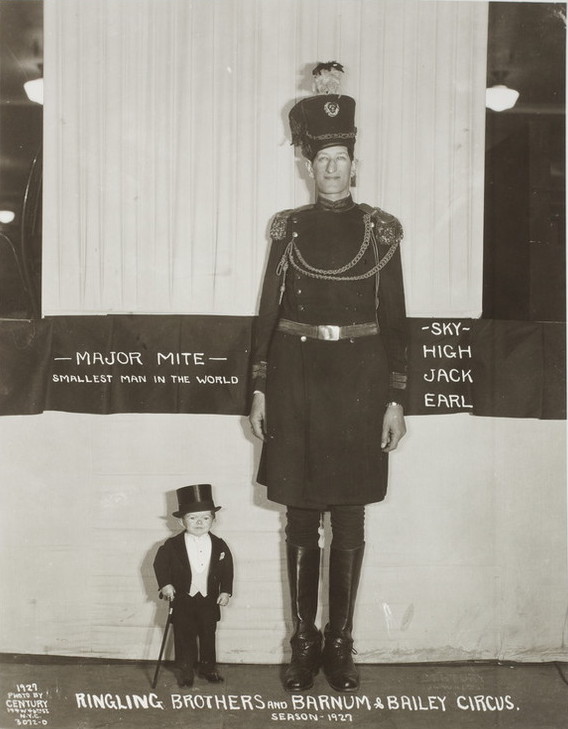 —MAJOR MITE—
SMALLEST MAN IN THE WORLD
-SKY-
HIGH
JACK
EARL
1927
PHOTO BY
CENTURY
N.Y.C.
3072-O
RINGLING BROTHERS AND BARNUM & BAILEY CIRCUS.
SEASON-1927